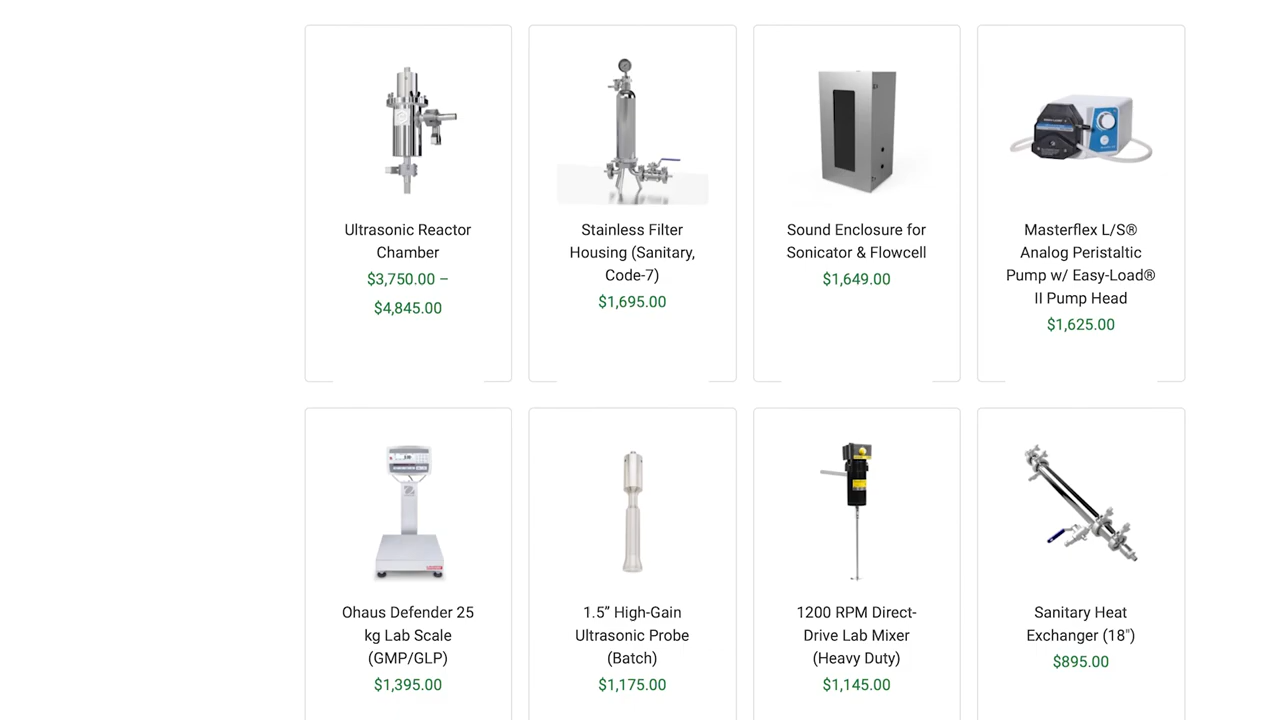 Ultrasonic Reactor
Chamber
$3,750.00 –
$4,845.00
Stainless Filter
Housing (Sanitary,
Code-7)
$1,695.00
Sound Enclosure for
Sonicator & Flowcell
$1,649.00
Masterflex L/S®
Analog Peristaltic
Pump w/ Easy-Load®
II Pump Head
$1,625.00
Ohaus Defender 25
kg Lab Scale
(GMP/GLP)
$1,395.00
1.5” High-Gain
Ultrasonic Probe
(Batch)
$1,175.00
1200 RPM Direct-
Drive Lab Mixer
(Heavy Duty)
$1,145.00
Sanitary Heat
Exchanger (18")
$895.00